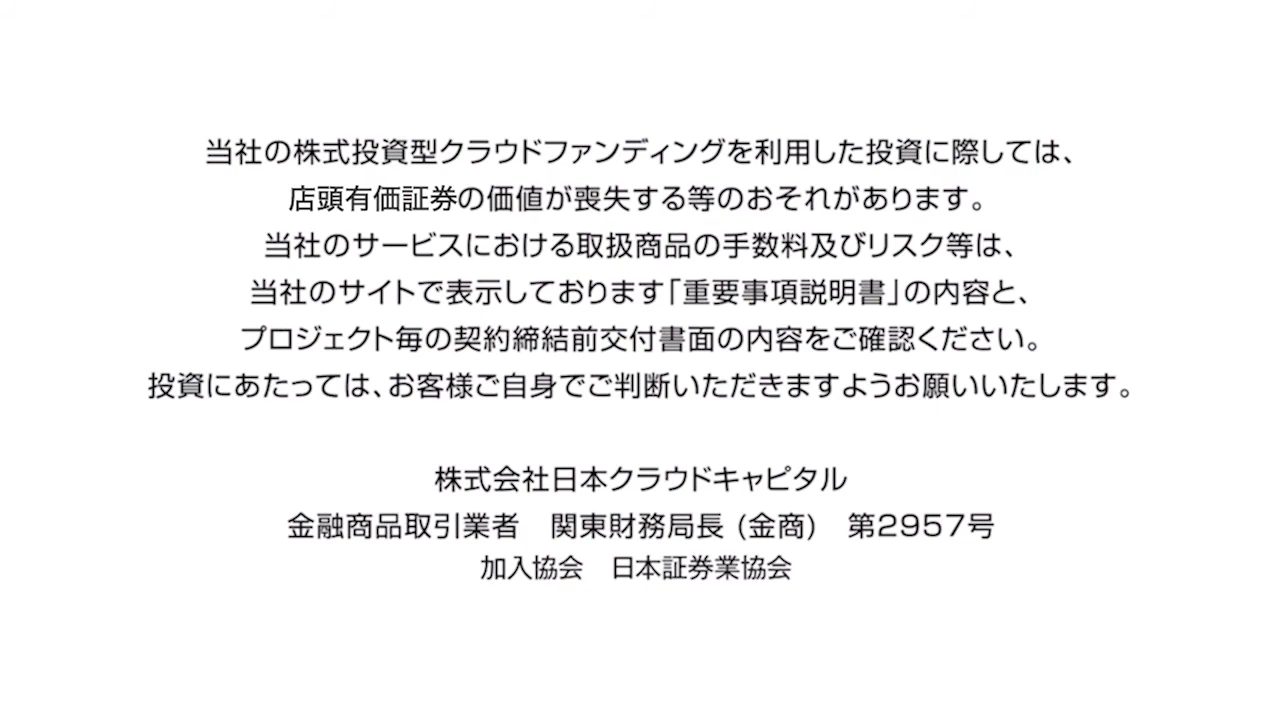 当社の株式投資型クラウドファンディングを利用した投資に際しては、
店頭有価証券の価値が喪失する等のおそれがあります。
当社のサービスにおける取扱商品の手数料及びリスク等は、
当社のサイトで表示しております「重要事項説明書」の内容と、
プロジェクト毎の契約締結前交付書面の内容をご確認ください。
投資にあたっては、お客様ご自身でご判断いただきますようお願いいたします。
株式会社日本クラウドキャピタル
金融商品取引業者　関東財務局長 (金商)　第2957号
加入協会　日本証券業協会